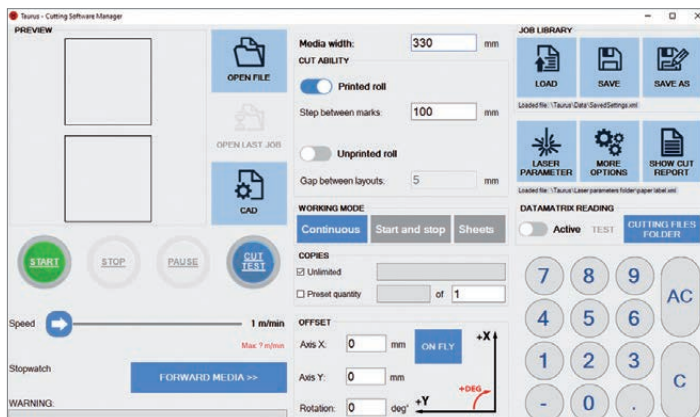 Taurus - Cutting Software Manager
PREVIEW
OPEN FILE
OPEN LAST JOB
CAD
START
STOP
PAUSE
CUT TEST
Speed
1 m/min
Max: ? m/min
Stopwatch
FORWARD MEDIA >>
WARNING:
Media width: 330 mm
CUT ABILITY
Printed roll
Step between marks: 100 mm
Unprinted roll
Gap between layouts: 5 mm
WORKING MODE
Continuous Start and stop Sheets
COPIES
Unlimited
Preset quantity of 1
OFFSET
Axis X: 0 mm ON FLY
Axis Y: 0 mm
Rotation: 0 deg°
+X
+DEG
+Y
JOB LIBRARY
LOAD SAVE SAVE AS
Loaded file: \Taurus\Data\SavedSettings.xml
LASER PARAMETER
MORE OPTIONS
SHOW CUT REPORT
Loaded file: \Taurus\Laser parameters folder\paper label.xml
DATAMATRIX READING
Active TEST
CUTTING FILES FOLDER
7 8 9 AC
4 5 6
1 2 3 C
- 0 .